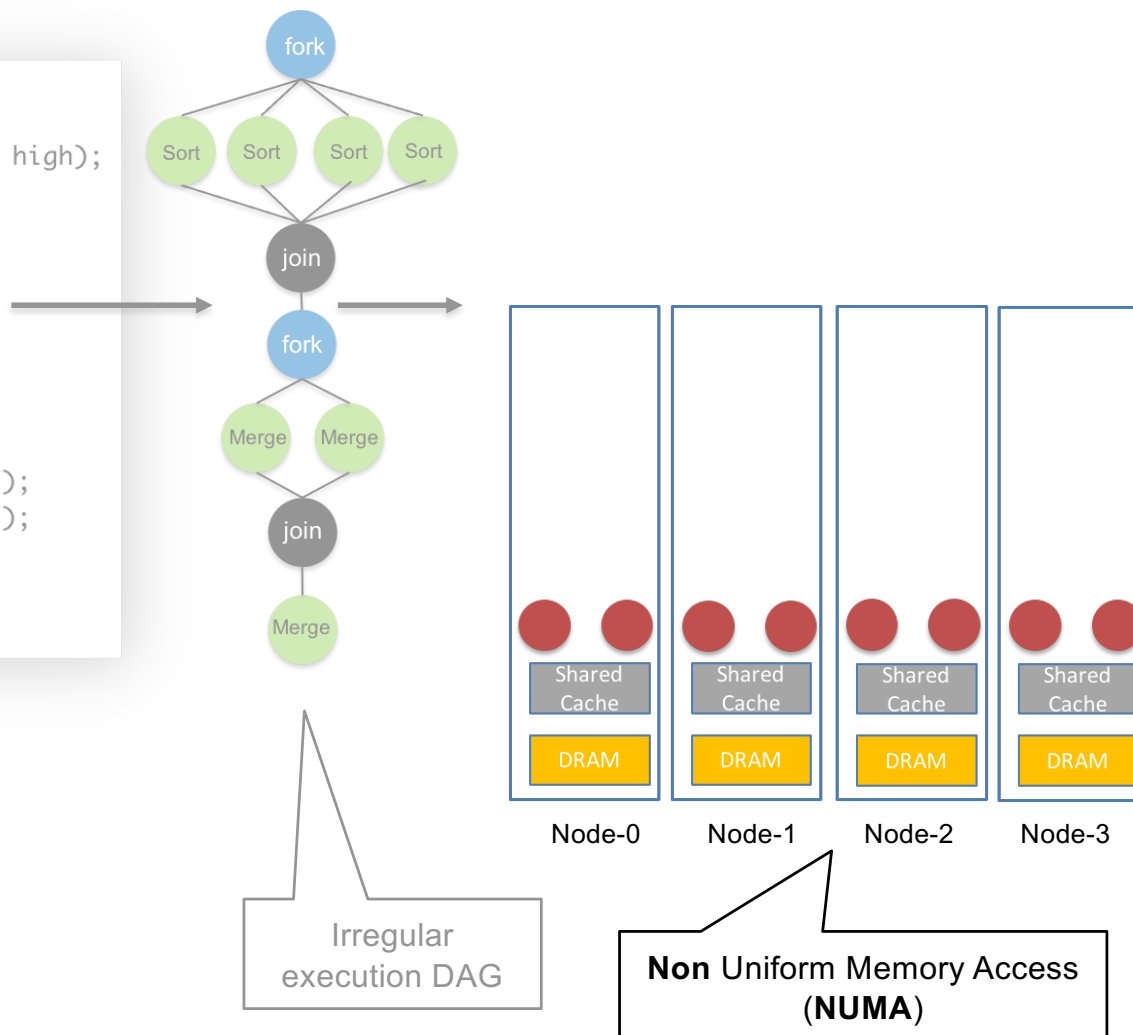 high);
);
);
fork
Sort Sort Sort Sort
join
fork
Merge Merge
join
Merge
Irregular
execution DAG
Shared Shared Shared Shared
Cache Cache Cache Cache
DRAM DRAM DRAM DRAM
Node-0 Node-1 Node-2 Node-3
Non Uniform Memory Access
(NUMA)